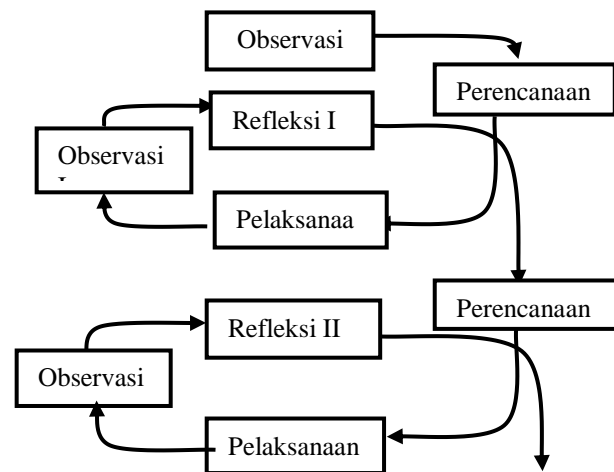 Observasi
Perencanaan
Refleksi I
Observasi
Pelaksanaa
Perencanaan
Refleksi II
Observasi
Pelaksanaan